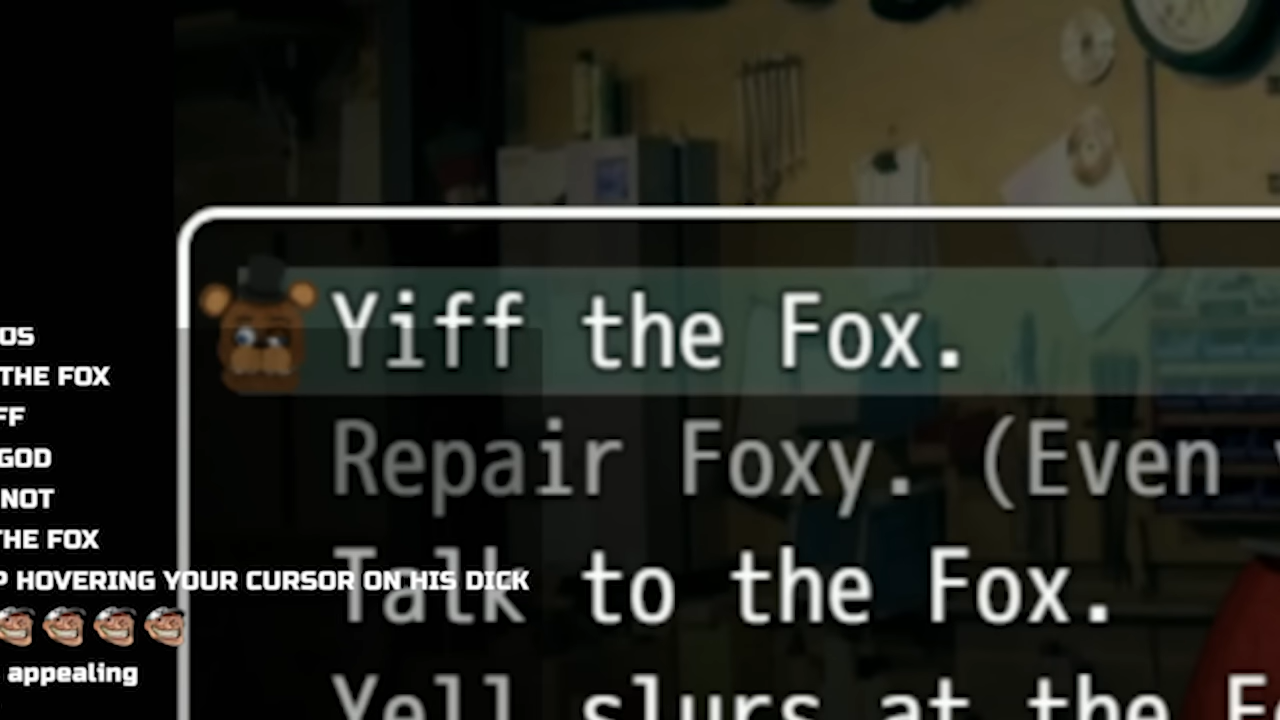 OS
THE FOX
FF
GOD
NOT
THE FOX
P HOVERING YOUR CURSOR ON HIS DICK
appealing
Yiff the Fox.
Repair Foxy. (Even
Talk to the Fox.
Yell slurs at the Fo